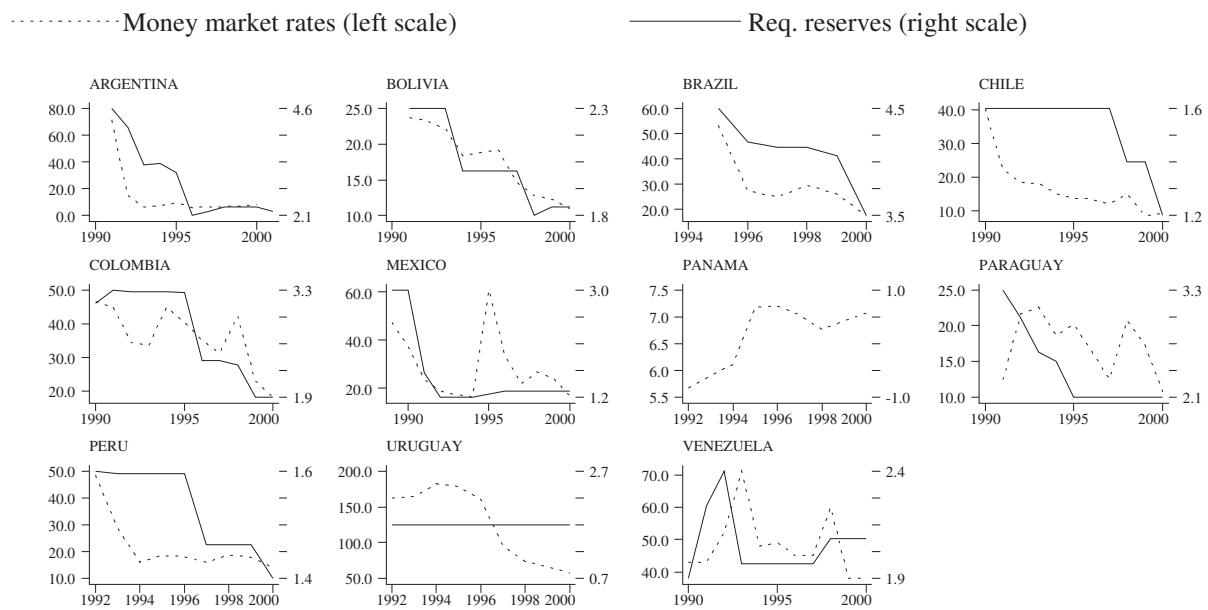 Money market rates (left scale) Req. reserves (right scale)
ARGENTINA BOLIVIA BRAZIL CHILE
80.0 4.6 25.0 2.3 60.0 4.5 40.0 1.6
60.0 50.0
40.0 20.0 40.0 30.0
20.0 15.0 30.0 20.0
0.0 2.1 10.0 1.8 20.0 3.5 10.0 1.2
1990 1995 2000 1990 1995 2000 1994 1996 1998 2000 1990 1995 2000
COLOMBIA MEXICO PANAMA PARAGUAY
50.0 3.3 60.0 3.0 7.5 1.0 25.0 3.3
40.0 40.0 7.0 20.0
30.0 6.5 15.0
20.0 1.9 20.0 1.2 6.0 10.0 2.1
5.5 -1.0
1990 1995 2000 1990 1995 2000 1992 1994 1996 1998 2000 1990 1995 2000
PERU URUGUAY VENEZUELA
50.0 1.6 200.0 2.7 70.0 2.4
40.0 150.0 60.0
30.0 100.0 50.0
20.0 50.0 0.7 40.0 1.9
10.0 1.4
1992 1994 1996 1998 2000 1992 1994 1996 1998 2000 1990 1995 2000